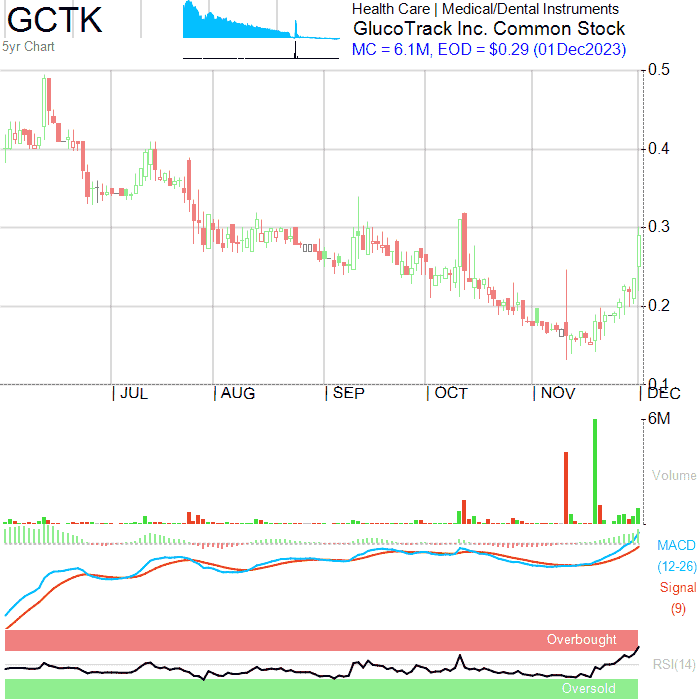 GCTK
5yr Chart
Health Care | Medical/Dental Instruments
GlucoTrack Inc. Common Stock
MC = 6.1M, EOD = $0.29 (01Dec2023)
0.5
0.4
0.3
0.2
0.1
JUL AUG SEP OCT NOV DEC
6M
Volume
MACD
(12-26)
Signal
(9)
Overbought
RSI(14)
Oversold